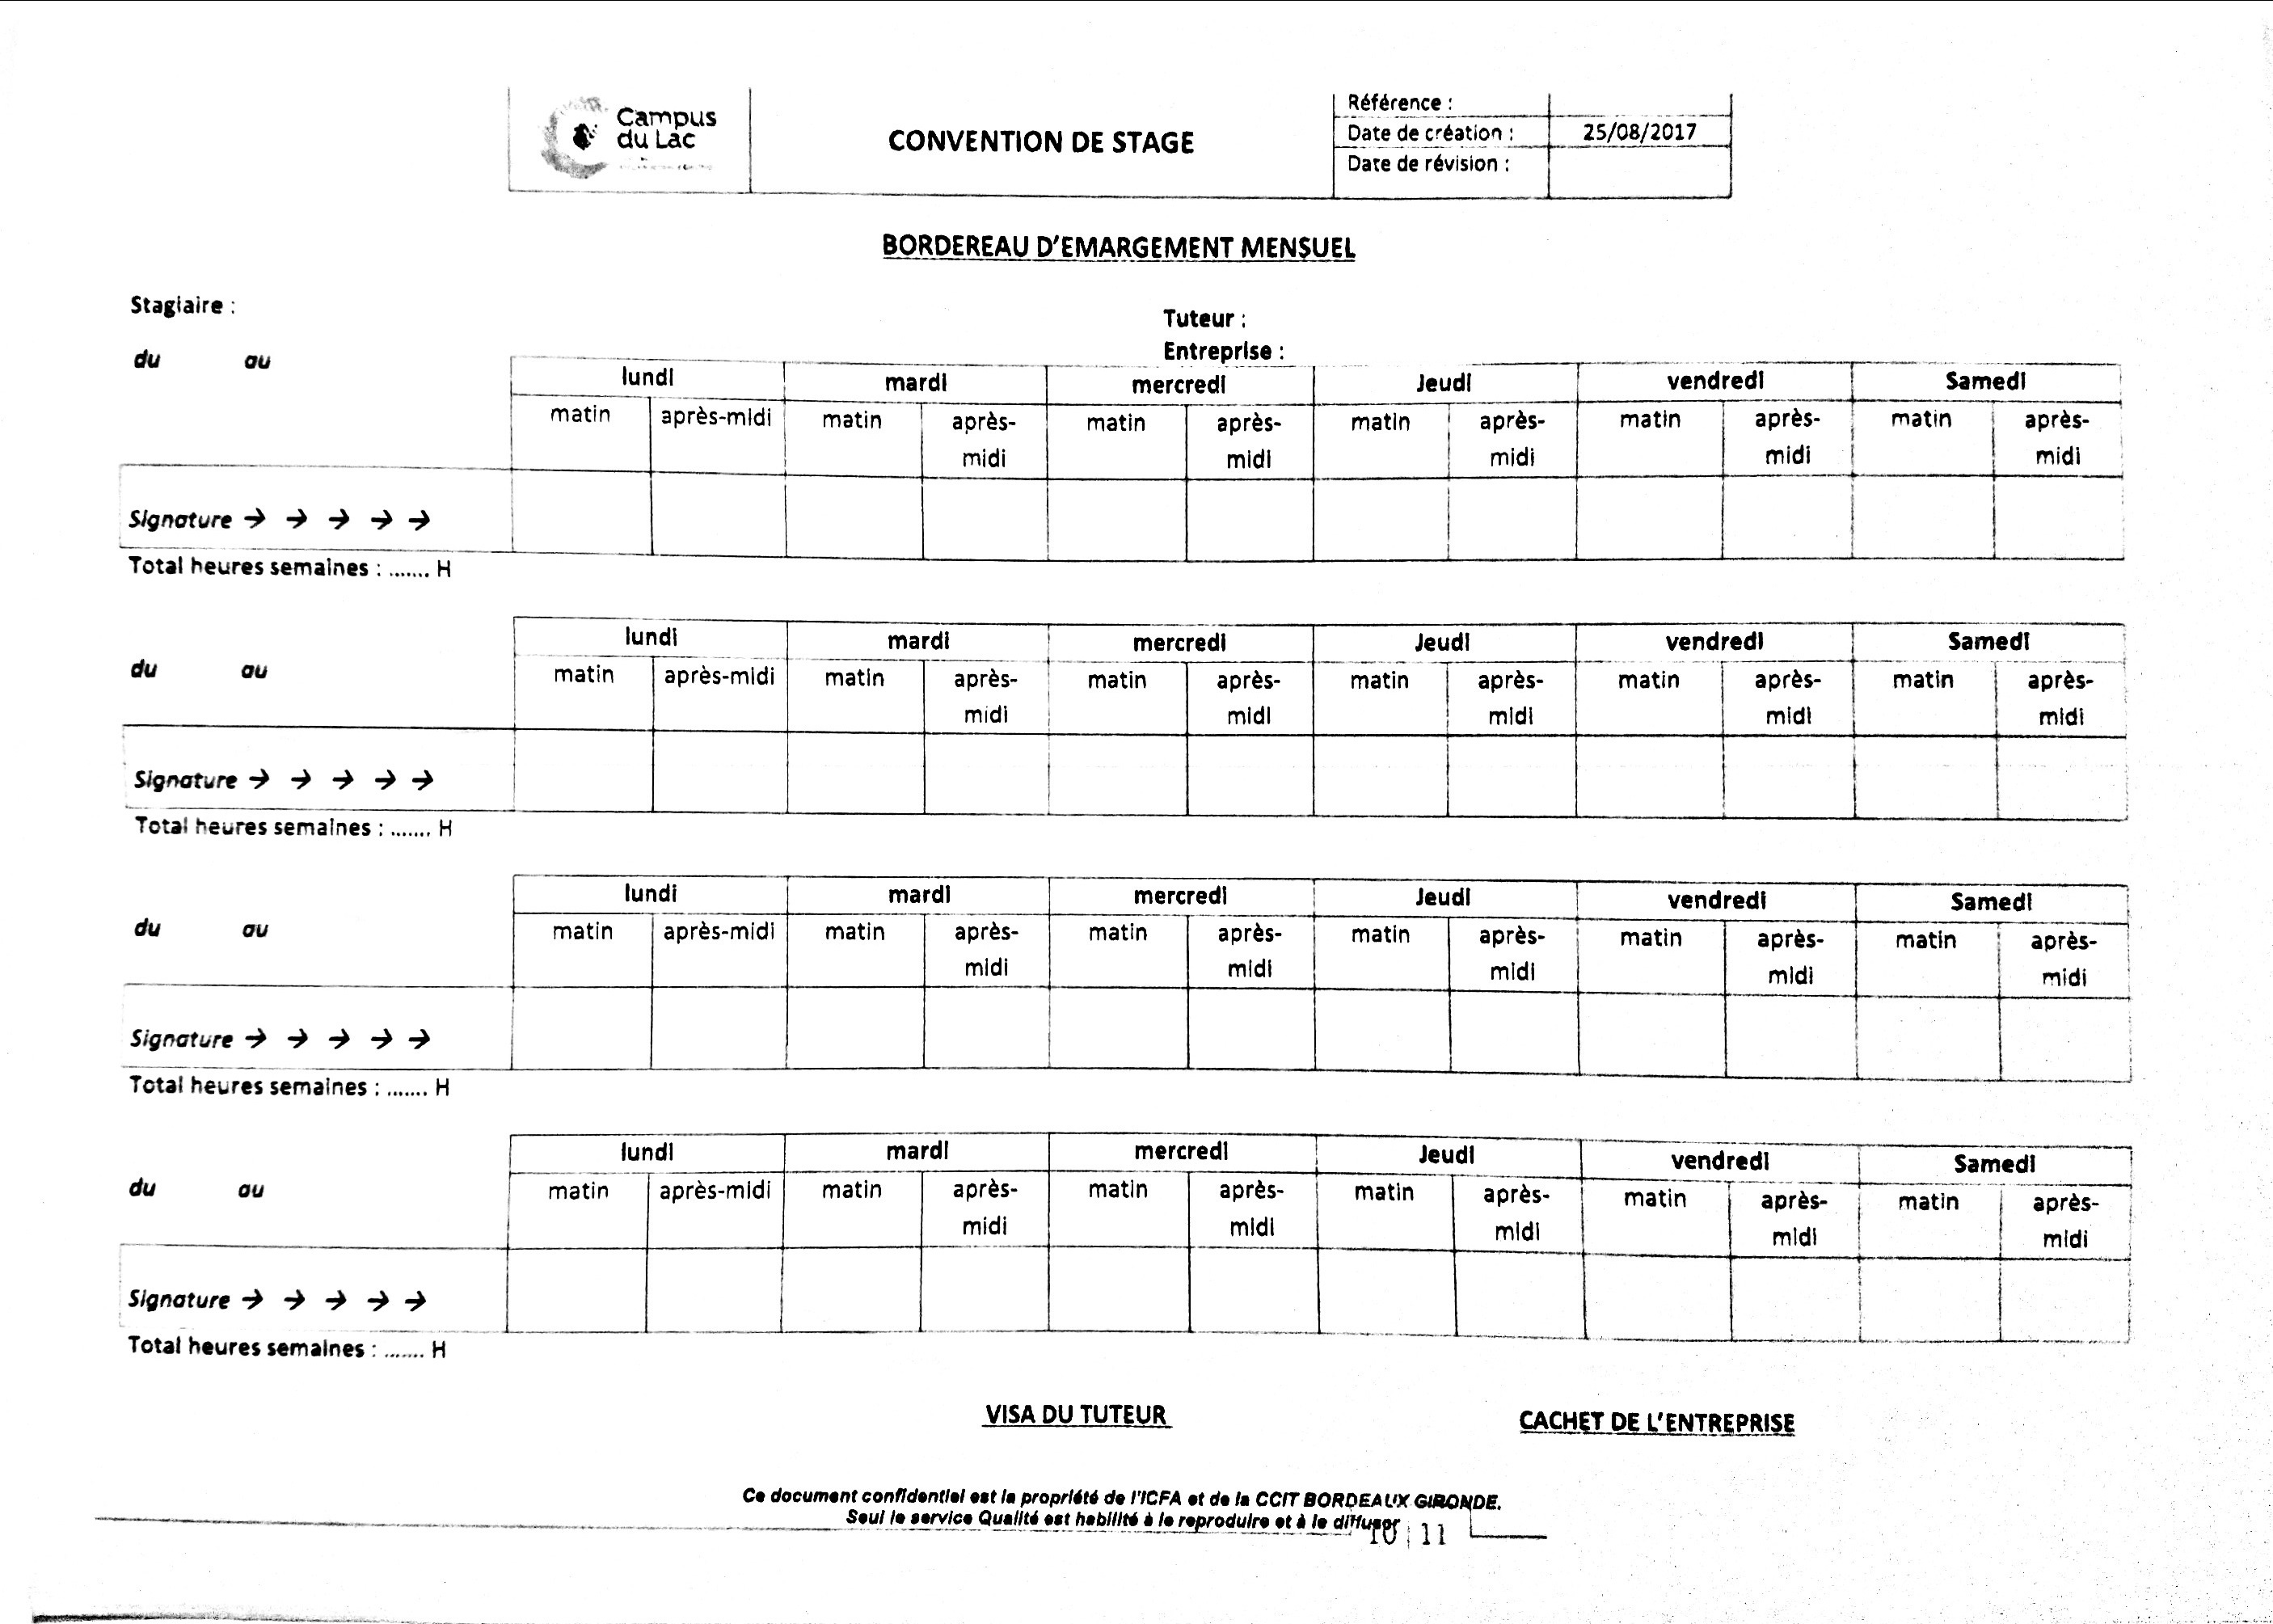 Campus
du Lac
CONVENTION DE STAGE
Référence :
Date de création : 25/08/2017
Date de révision :
BORDEREAU D'EMARGEMENT MENSUEL
Stagiaire :
Tuteur :
du au
Entreprise :
lundi mardi mercredi Jeudi vendredi Samedi
matin après-midi matin après- matin après- matin après- matin après- matin après-
midi midi midi midi midi
Signature → → → → →
Total heures semaines : ....... H
lundi mardi mercredi Jeudi vendredi Samedi
du au
matin après-midi matin après- matin après- matin après- matin après- matin après-
midi midi midi midi midi
Signature → → → → →
Total heures semaines : ....... H
lundi mardi mercredi Jeudi vendredi Samedi
du au
matin après-midi matin après- matin après- matin après- matin après- matin après-
midi midi midi midi midi
Signature → → → → →
Total heures semaines : ....... H
lundi mardi mercredi Jeudi vendredi Samedi
du au
matin après-midi matin après- matin après- matin après- matin après- matin après-
midi midi midi midi midi
Signature → → → → →
Total heures semaines : ....... H
VISA DU TUTEUR
CACHET DE L'ENTREPRISE
Ce document confidentiel est la propriété de l'ICFA et de la CCIT BORDEAUX GIRONDE.
Seul le service Qualité est habilité à le reproduire et à le diffuser
10 | 11